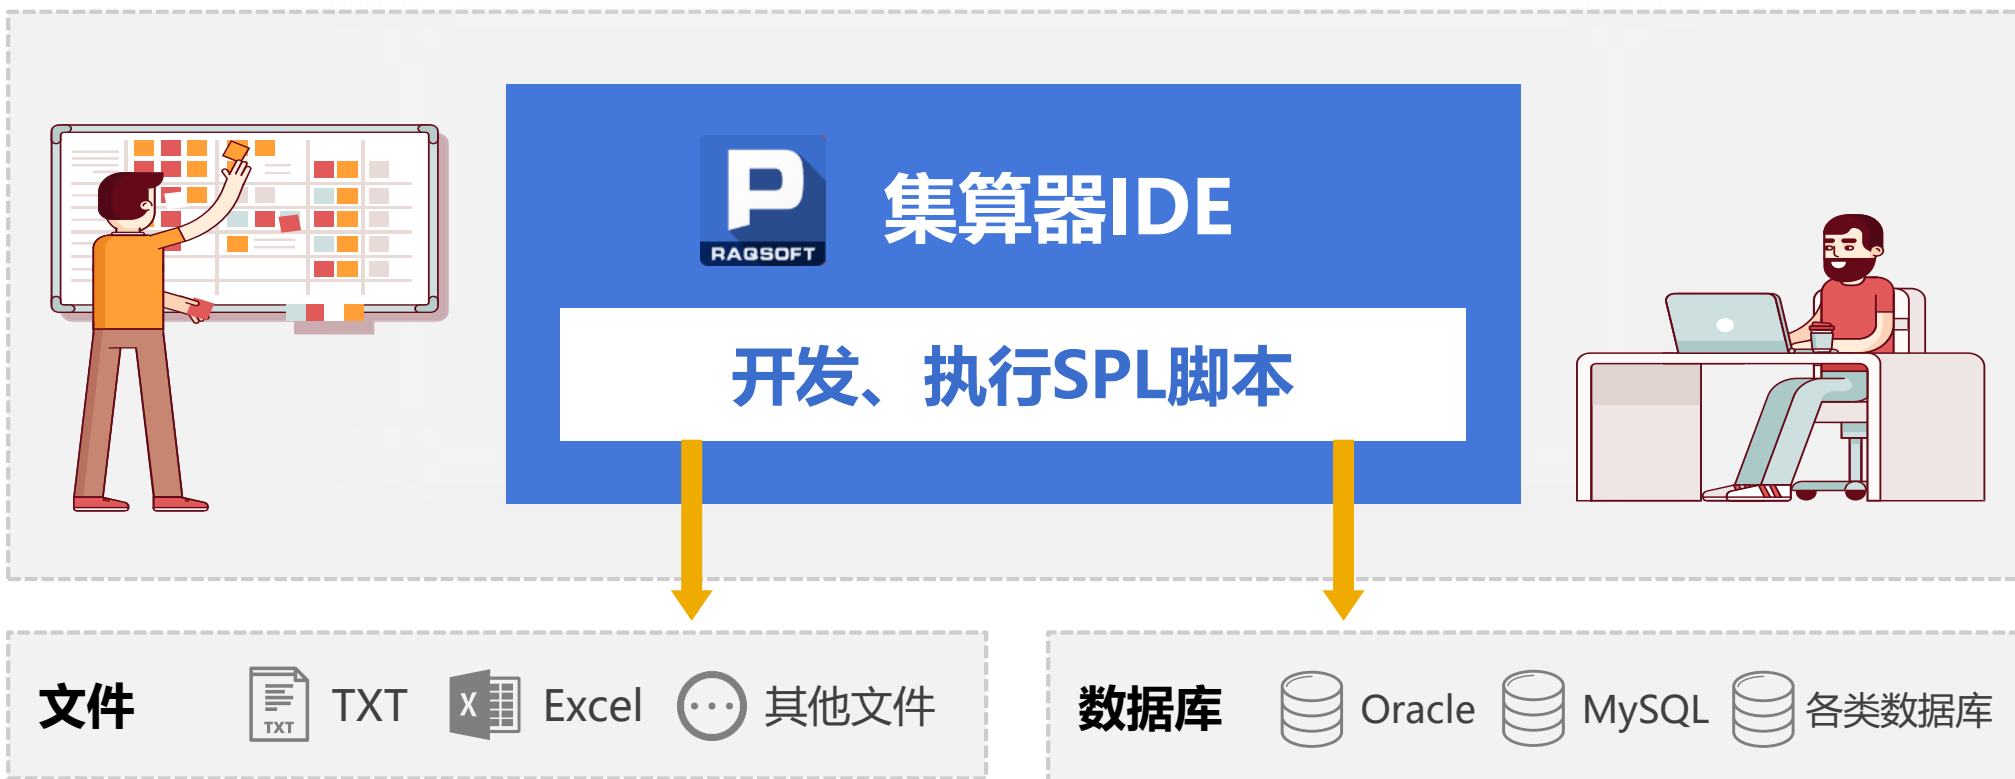 集算器IDE
RAQSOFT
开发、执行SPL脚本
文件
TXT
TXT
X
Excel
其他文件
数据库
Oracle
MySQL
各类数据库